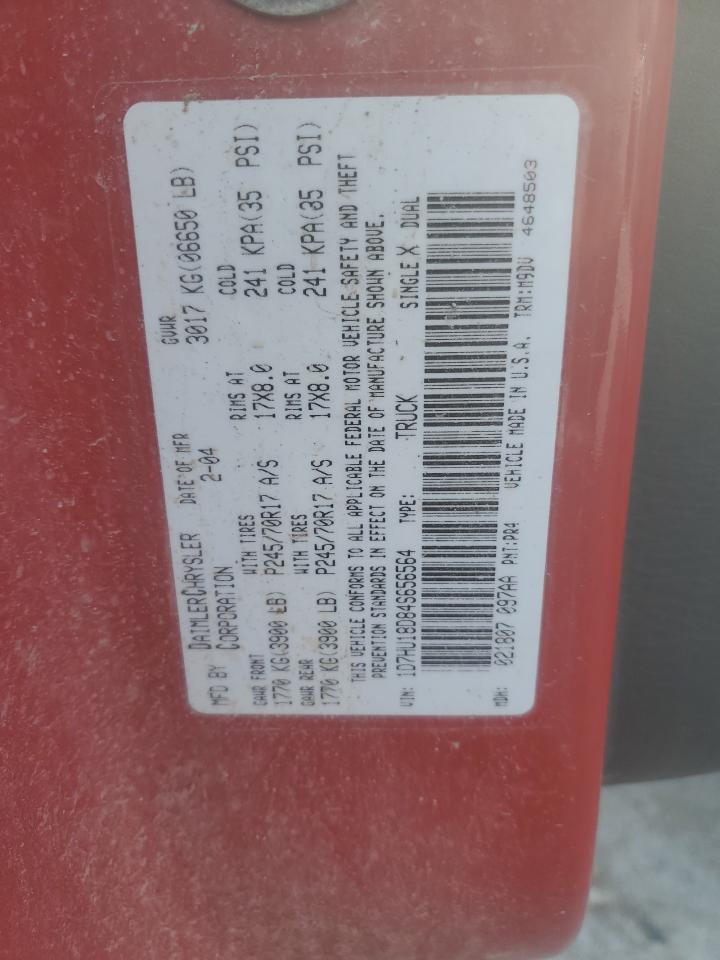 MFD BY DAIMLERCHRYSLER CORPORATION DATE OF MFR 2-04 GVWR 3017 KG(06650 LB)
GAWR FRONT WITH TIRES RIMS AT COLD
1770 KG(3900 LB) P245/70R17 A/S 17X8.0 241 KPA(35 PSI)
GAWR REAR WITH TIRES RIMS AT COLD
1770 KG(3900 LB) P245/70R17 A/S 17X8.0 241 KPA(35 PSI)
THIS VEHICLE CONFORMS TO ALL APPLICABLE FEDERAL MOTOR VEHICLE SAFETY AND THEFT
PREVENTION STANDARDS IN EFFECT ON THE DATE OF MANUFACTURE SHOWN ABOVE.
VIN: 1D7HU18D84S656564 TYPE: TRUCK SINGLE X DUAL
MDH: 021807 097AA PNT:PR4 VEHICLE MADE IN U.S.A. TRM:M9DV 4648503